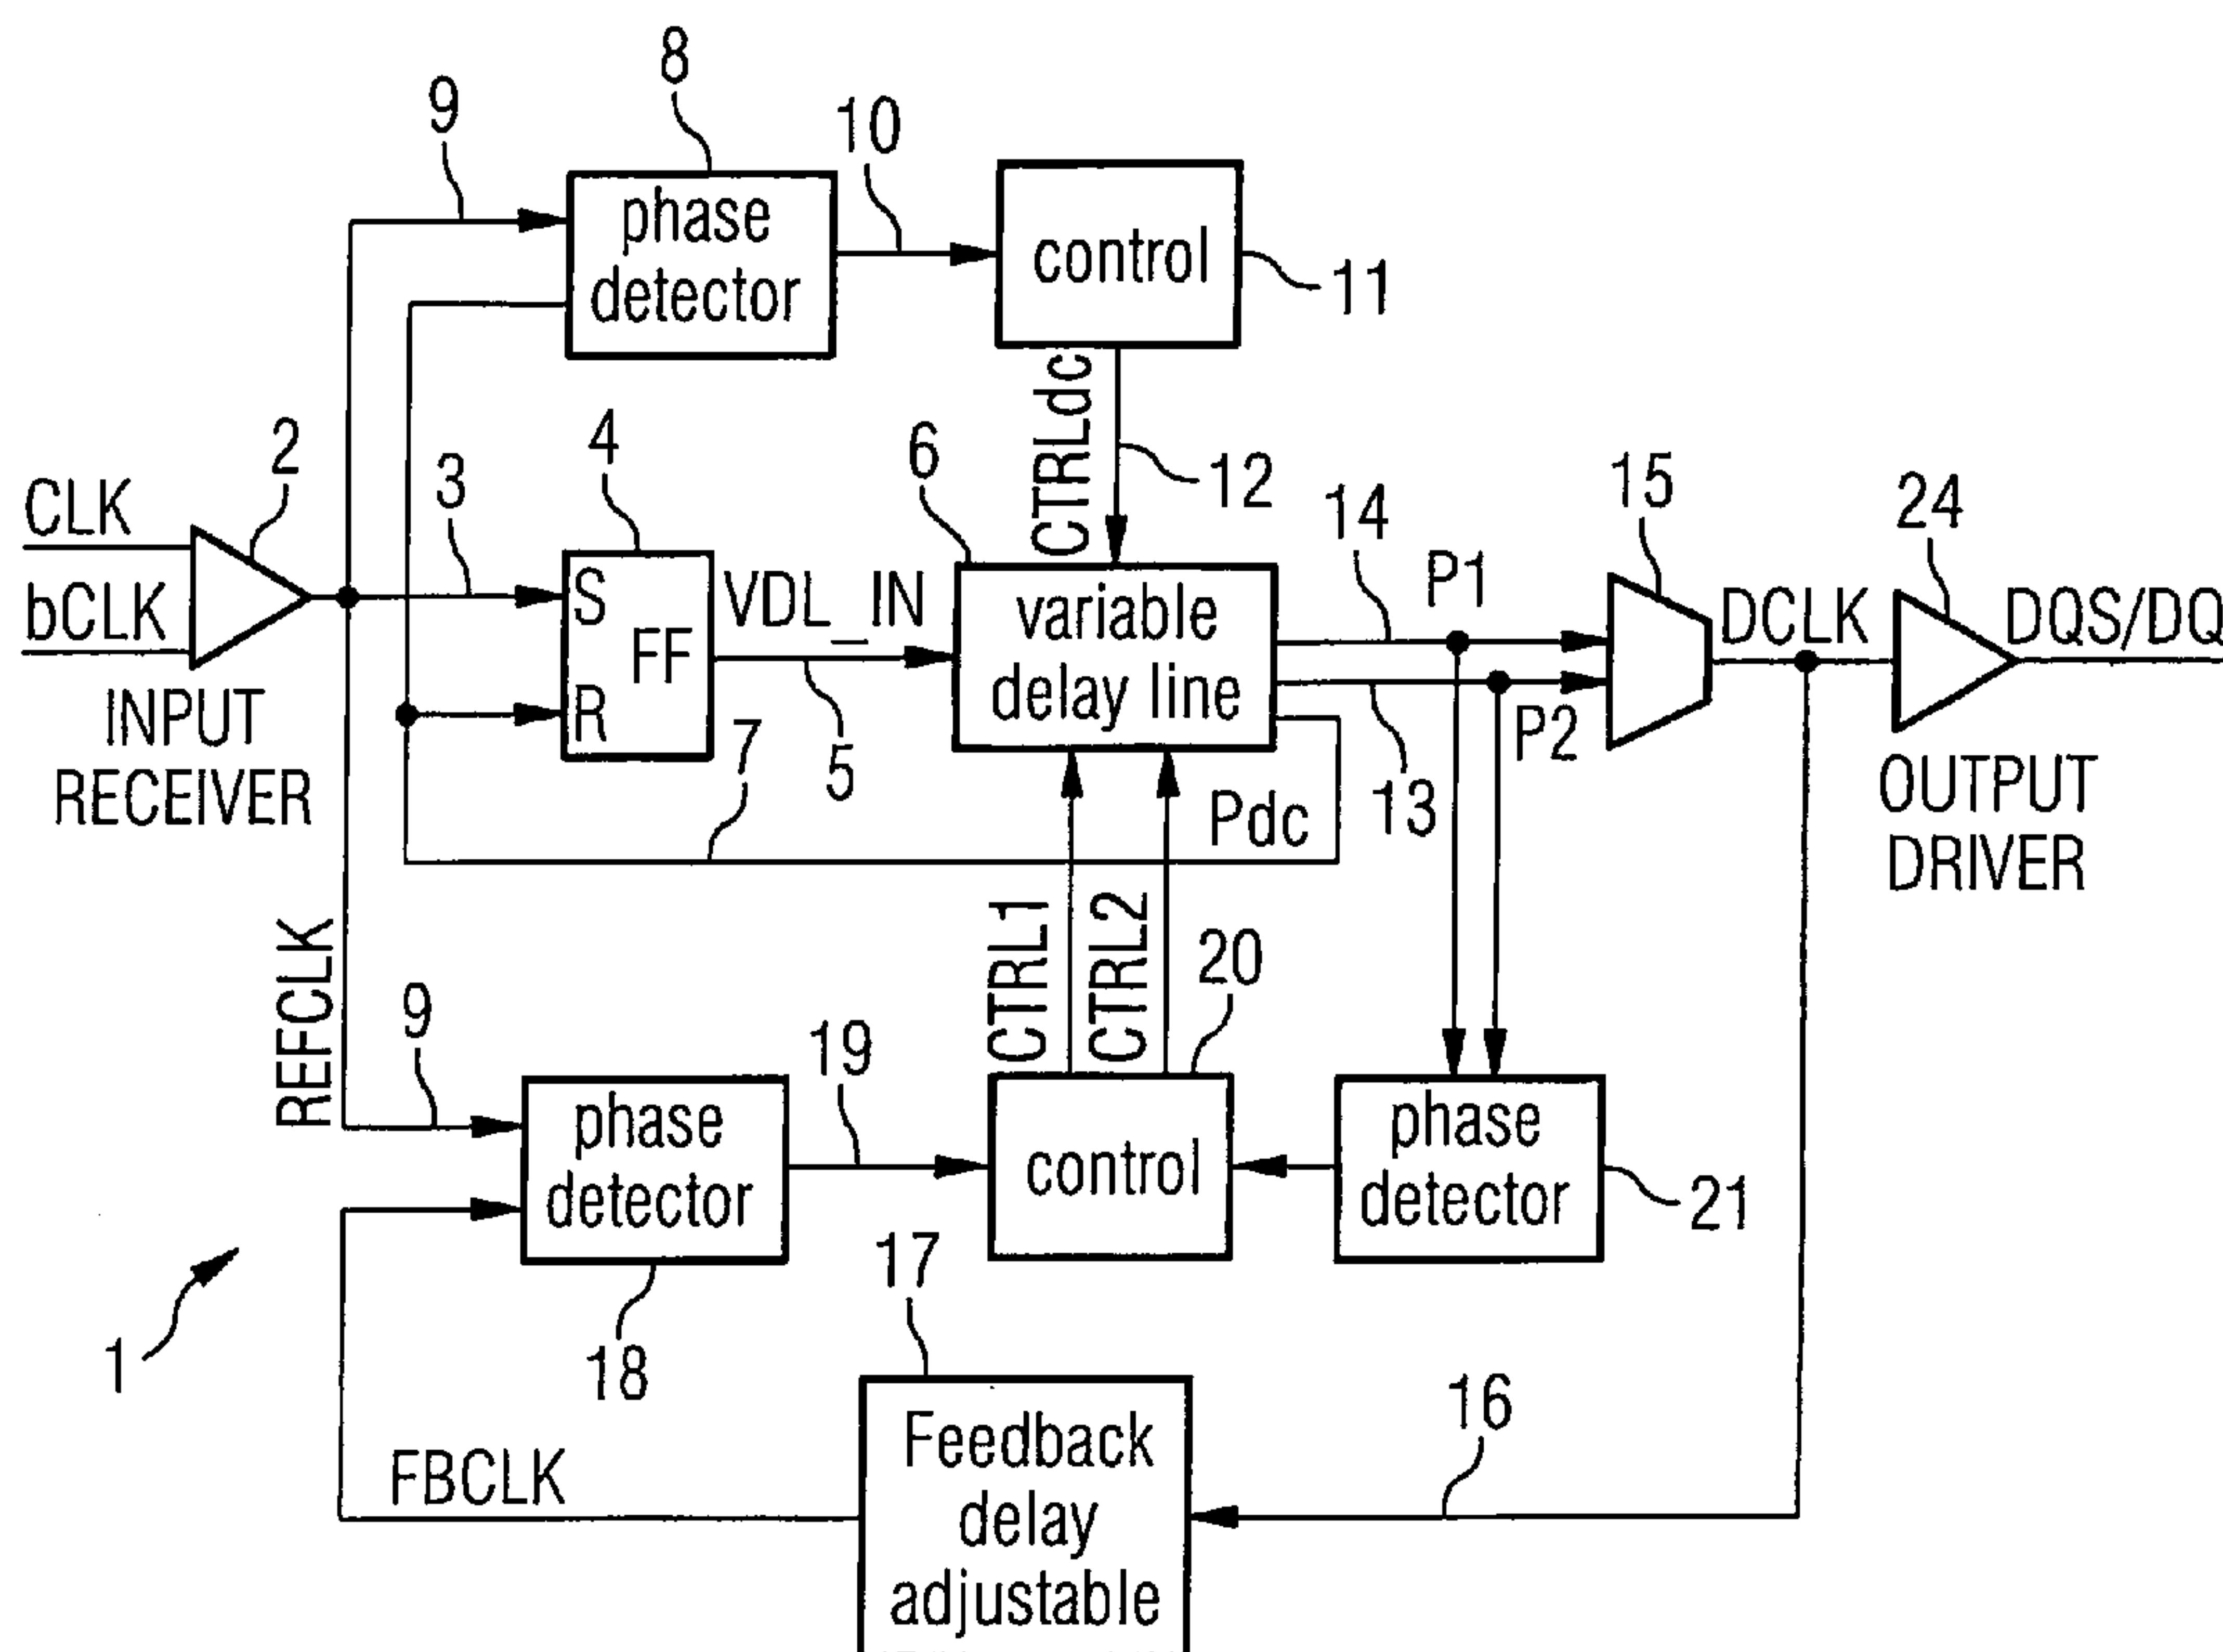 8
9
10
phase
detector
control
11
CTRLdc
12
2
3
4
6
CLK
bCLK
INPUT
RECEIVER
S
FF
R
VDL_IN
5
7
variable
delay line
14
P1
15
24
DCLK
DQS/DQ
P2
13
Pdc
OUTPUT
DRIVER
REFCLK
9
19
CTRL1
CTRL2
20
phase
detector
18
control
phase
detector
21
1
17
16
FBCLK
Feedback
delay
adjustable